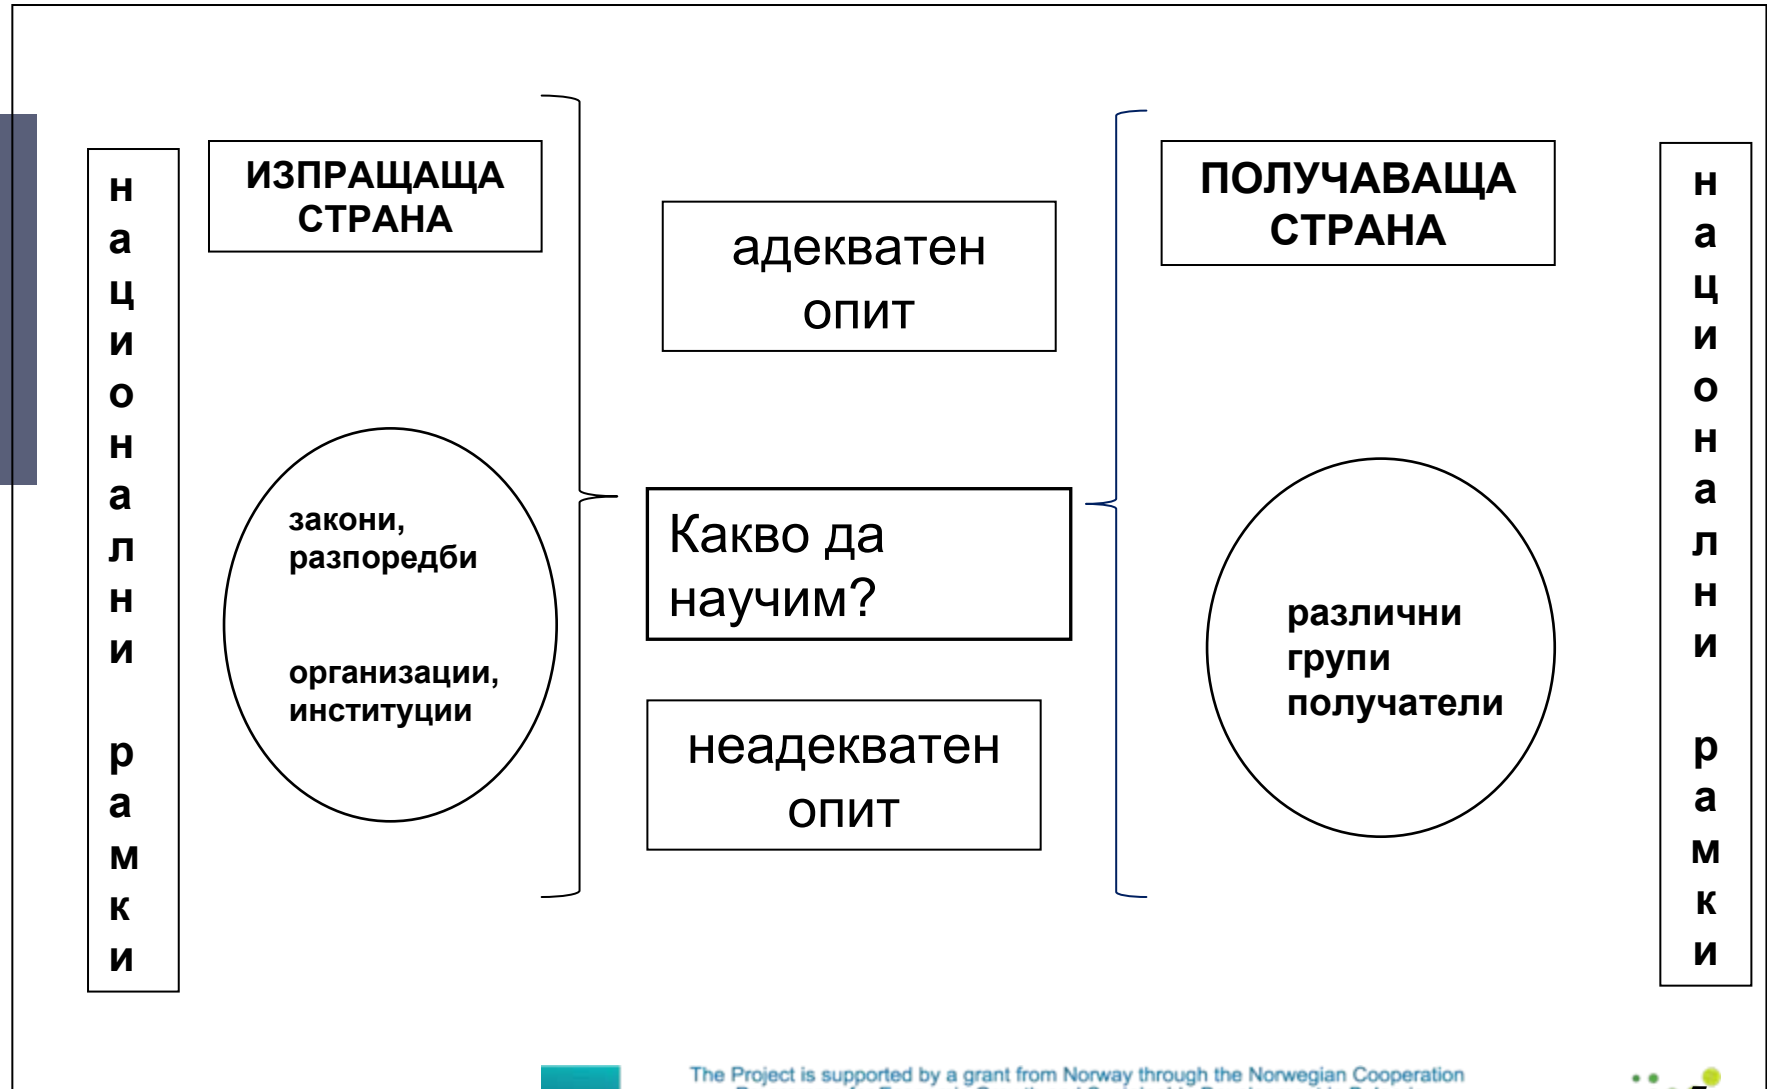 национални рамки
ИЗПРАЩАЩА
СТРАНА
закони,
разпоредби
организации,
институции
адекватен
опит
Какво да
научим?
неадекватен
опит
ПОЛУЧАВАЩА
СТРАНА
различни
групи
получатели
национални рамки
The Project is supported by a grant from Norway through the Norwegian Cooperation